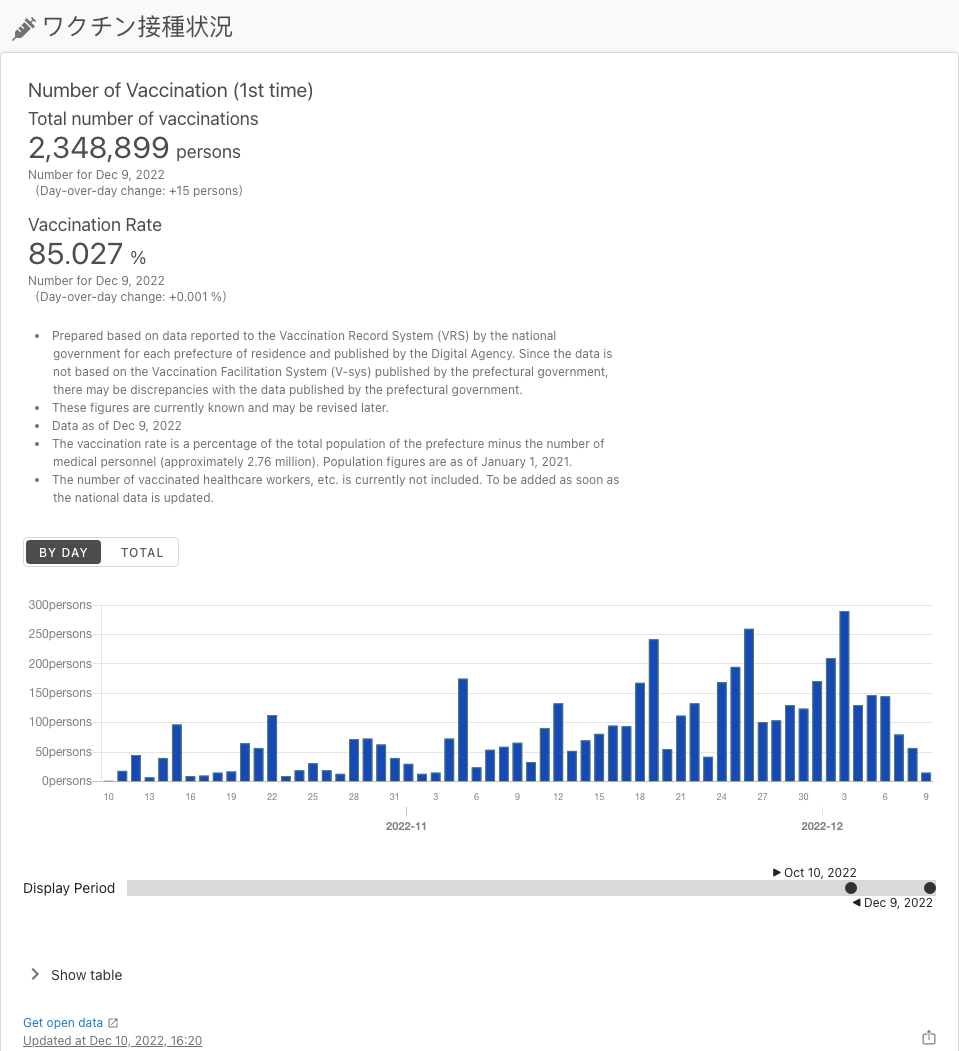 ワクチン接種状況
Number of Vaccination (1st time)
Total number of vaccinations
2,348,899 persons
Number for Dec 9, 2022
(Day-over-day change: +15 persons)
Vaccination Rate
85.027 %
Number for Dec 9, 2022
(Day-over-day change: +0.001 %)
• Prepared based on data reported to the Vaccination Record System (VRS) by the national
government for each prefecture of residence and published by the Digital Agency. Since the data is
not based on the Vaccination Facilitation System (V-sys) published by the prefectural government,
there may be discrepancies with the data published by the prefectural government.
• These figures are currently known and may be revised later.
• Data as of Dec 9, 2022
• The vaccination rate is a percentage of the total population of the prefecture minus the number of
medical personnel (approximately 2.76 million). Population figures are as of January 1, 2021.
• The number of vaccinated healthcare workers, etc. is currently not included. To be added as soon as
the national data is updated.
BY DAY TOTAL
300persons
250persons
200persons
150persons
100persons
50persons
0persons
10 13 16 19 22 25 28 31 3 6 9 12 15 18 21 24 27 30 3 6 9
2022-11 2022-12
Oct 10, 2022
Display Period
Dec 9, 2022
Show table
Get open data
Updated at Dec 10, 2022, 16:20